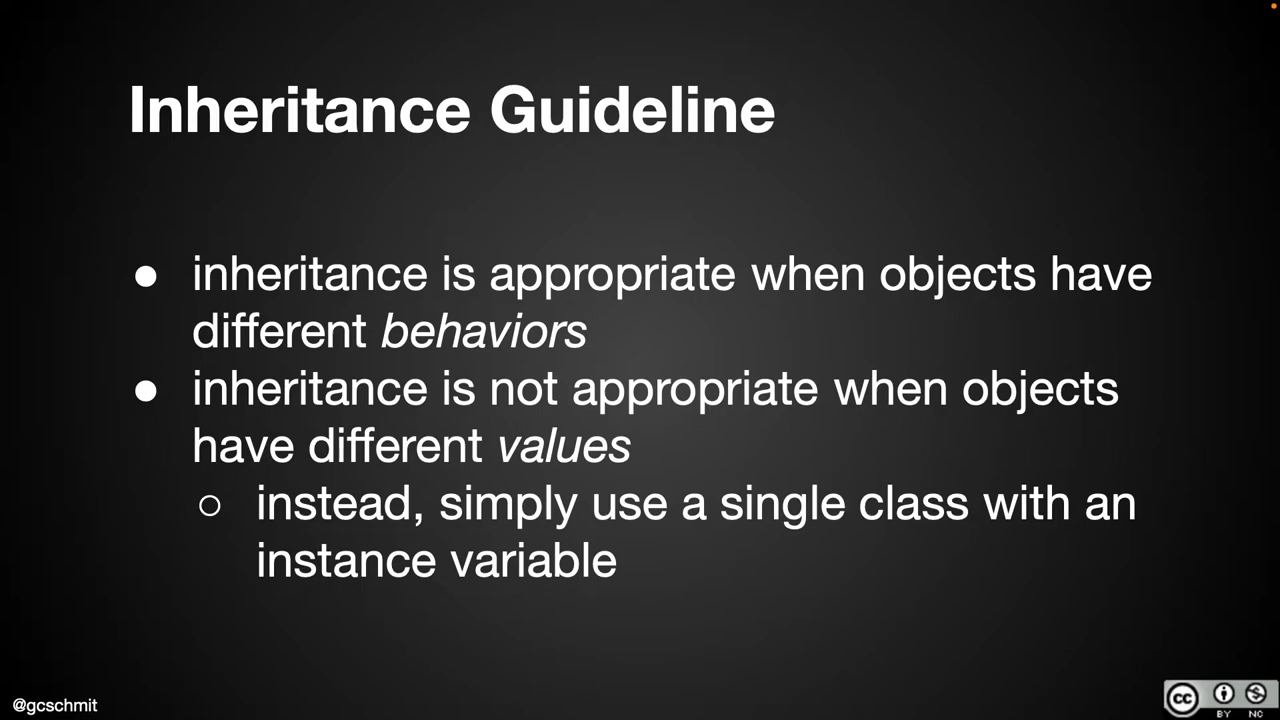 Inheritance Guideline
● inheritance is appropriate when objects have
different behaviors
● inheritance is not appropriate when objects
have different values
○ instead, simply use a single class with an
instance variable
@gcschmit
cc
BY NC